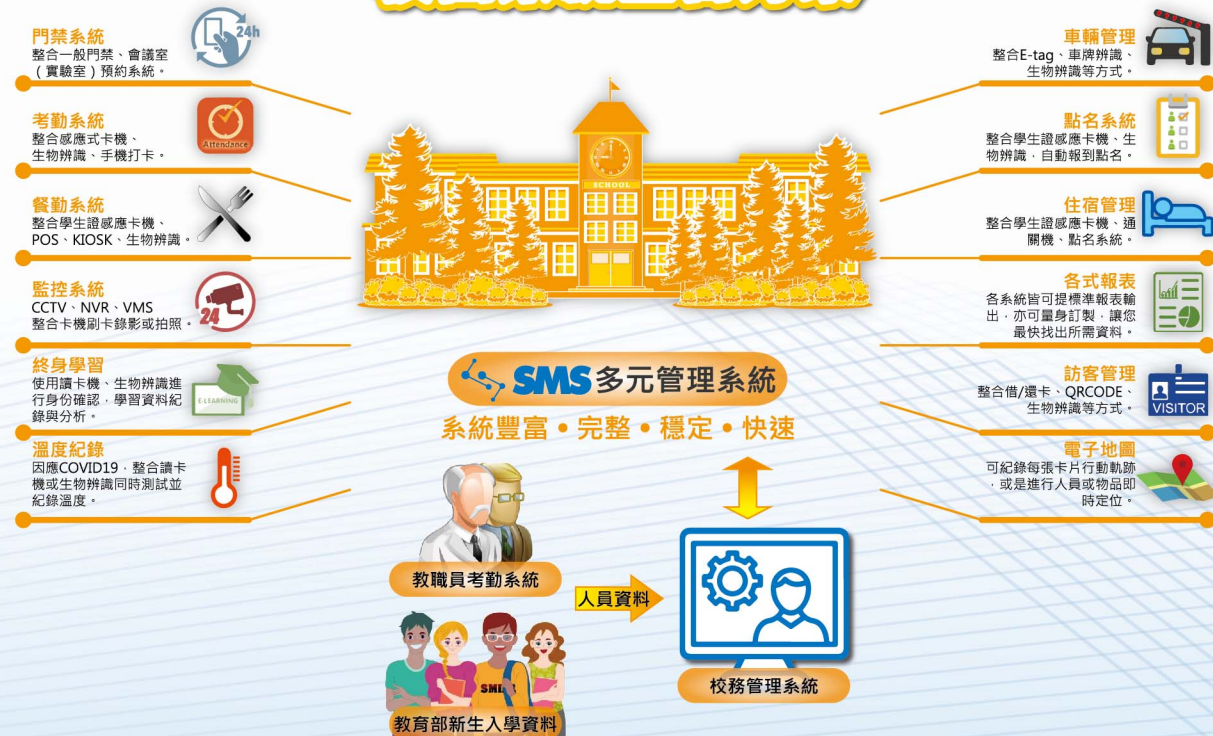 門禁系統
整合一般門禁、會議室
（實驗室）預約系統。
24h
考勤系統
整合感應式卡機、
生物辨識、手機打卡。
Attendance
餐勤系統
整合學生證感應卡機、
POS、KIOSK、生物辨識。
監控系統
CCTV、NVR、VMS
整合卡機刷卡錄影或拍照。
24
終身學習
使用讀卡機、生物辨識進
行身份確認，學習資料紀
錄與分析。
E-LEARNING
溫度紀錄
因應COVID19，整合讀卡
機或生物辨識同時測試並
紀錄溫度。
SCHOOL
SMS 多元管理系統
系統豐富•完整•穩定•快速
教職員考勤系統
人員資料
教育部新生入學資料
校務管理系統
車輛管理
整合E-tag、車牌辨識、
生物辨識等方式。
點名系統
整合學生證感應卡機、生
物辨識，自動報到點名。
住宿管理
整合學生證感應卡機、通
關機、點名系統。
各式報表
各系統皆可提標準報表輸
出，亦可量身訂製，讓您
最快找出所需資料。
訪客管理
整合借/還卡、QRCODE、
生物辨識等方式。
VISITOR
電子地圖
可紀錄每張卡片行動軌跡
，或是進行人員或物品即
時定位。